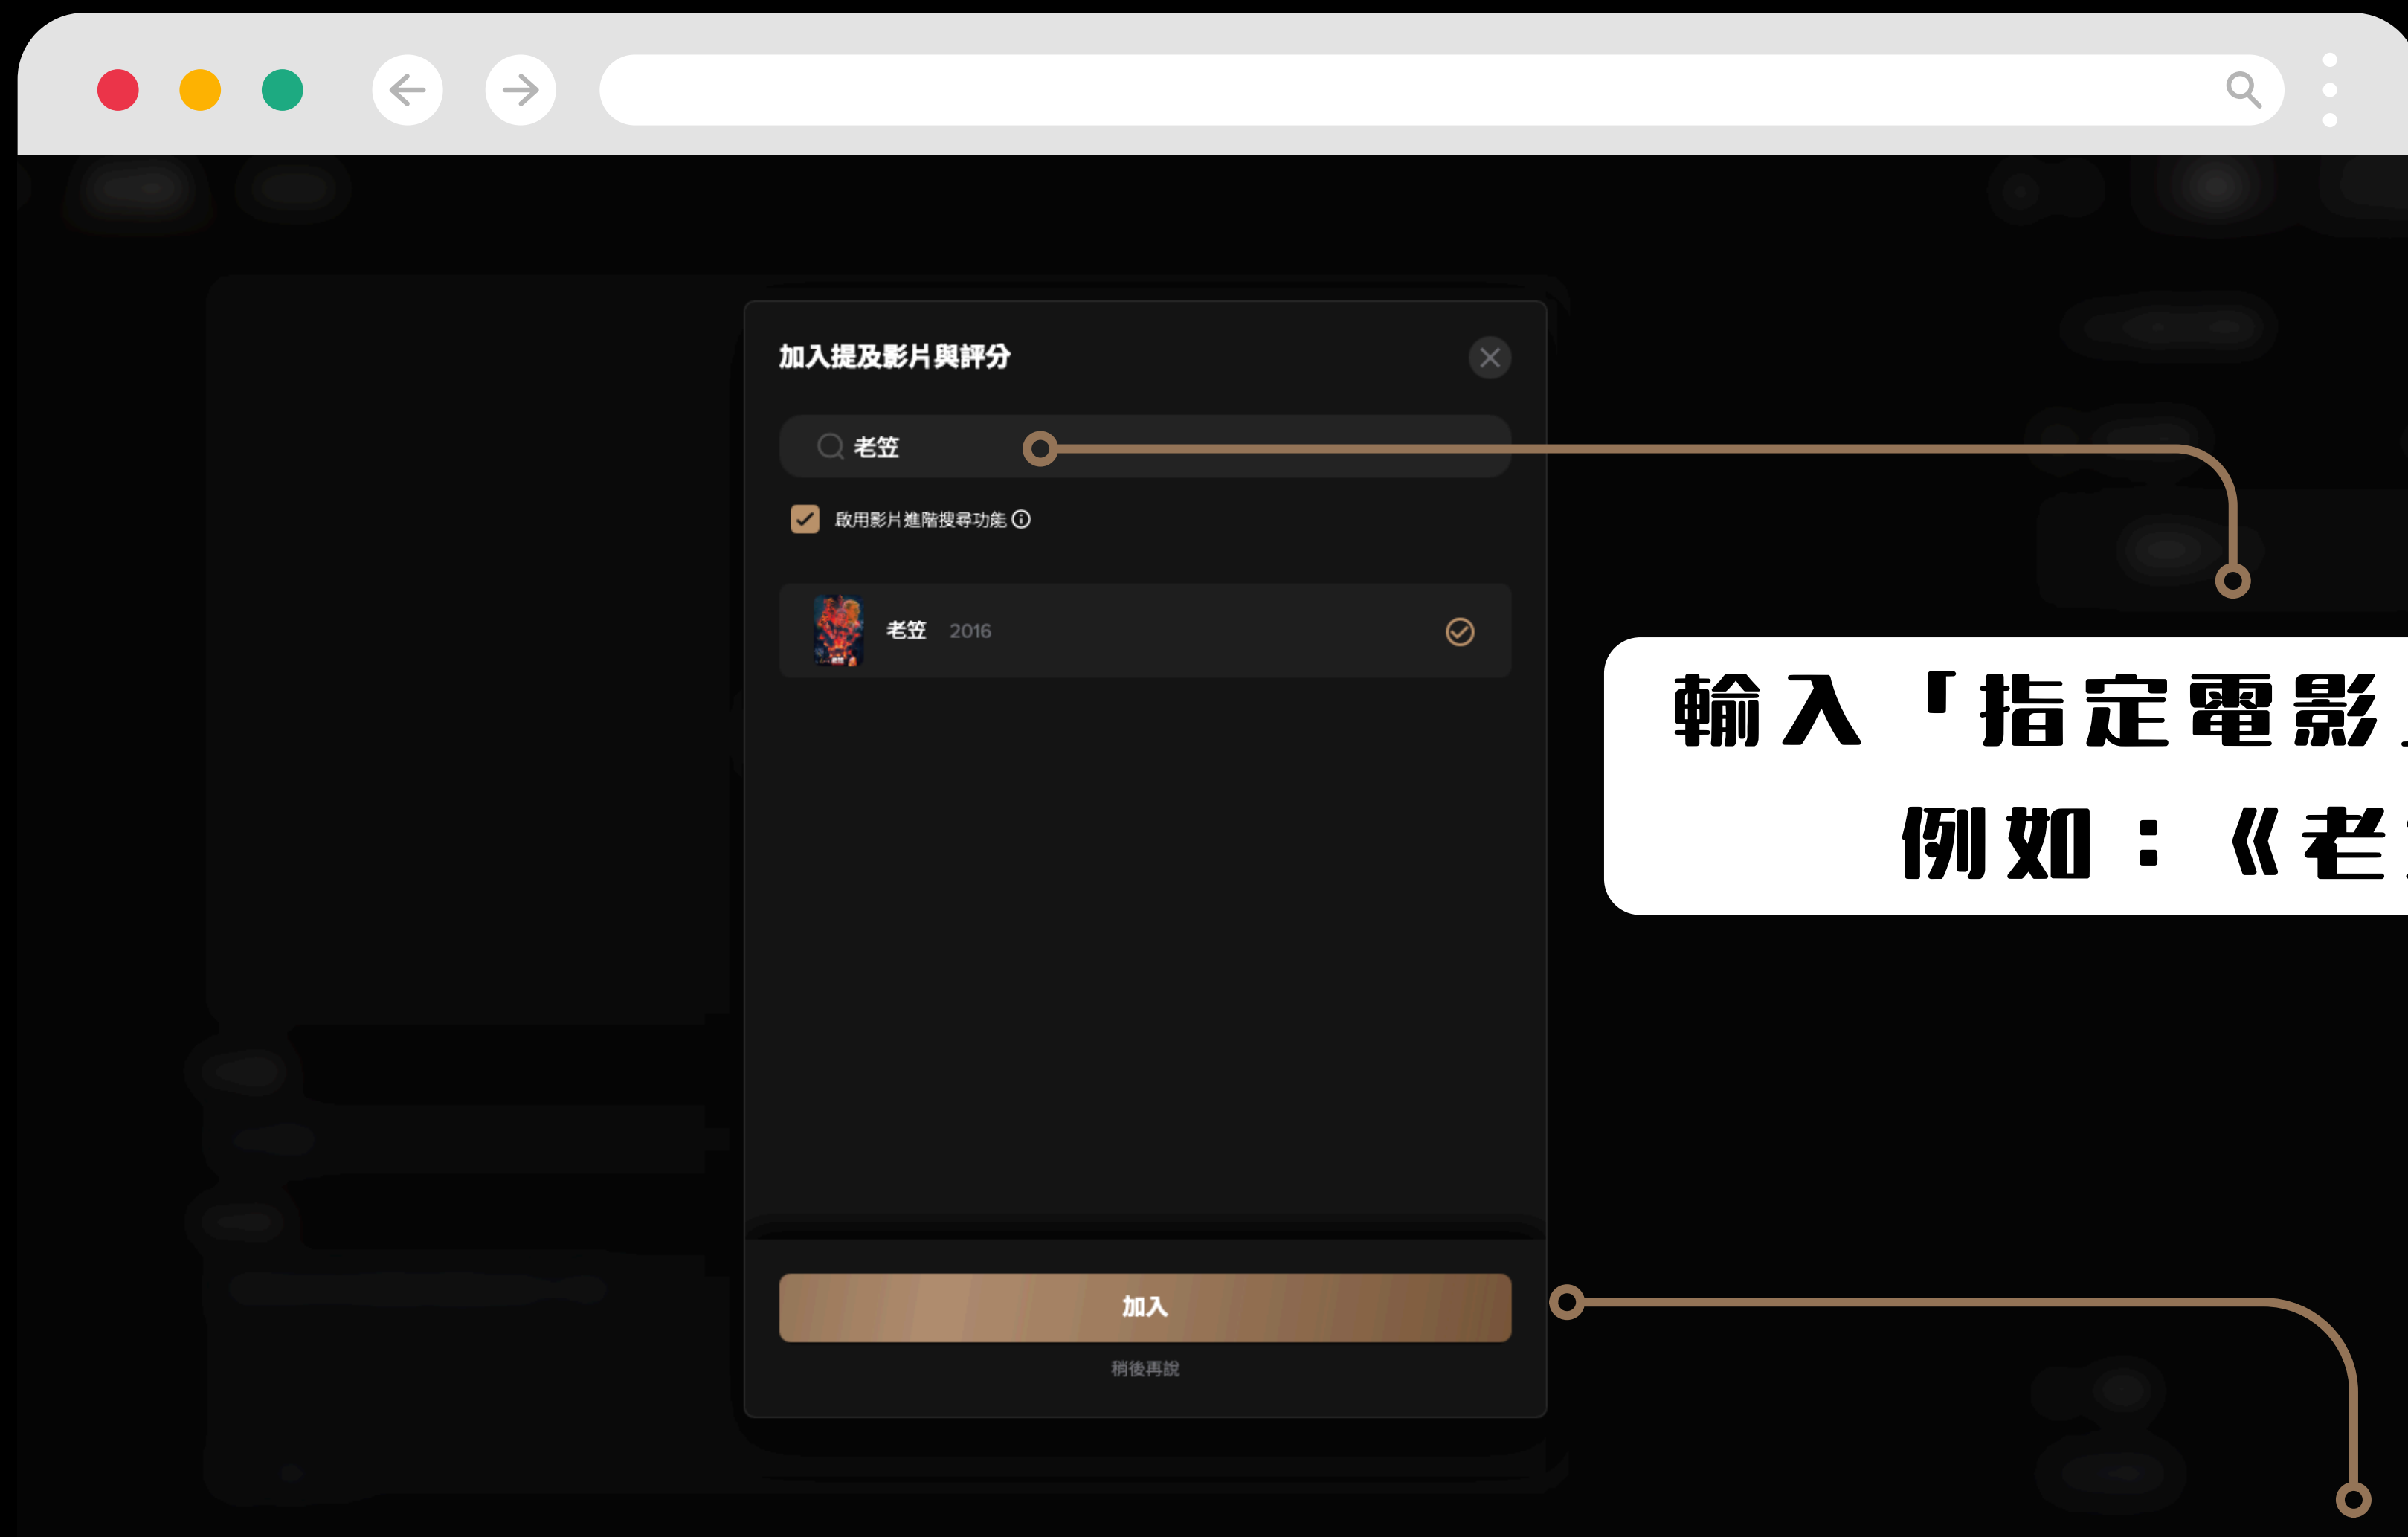 加入提及影片與評分
老笠
啟用影片進階搜尋功能
老笠 2016
輸入「指定電影」
例如：《老
加入
稍後再說